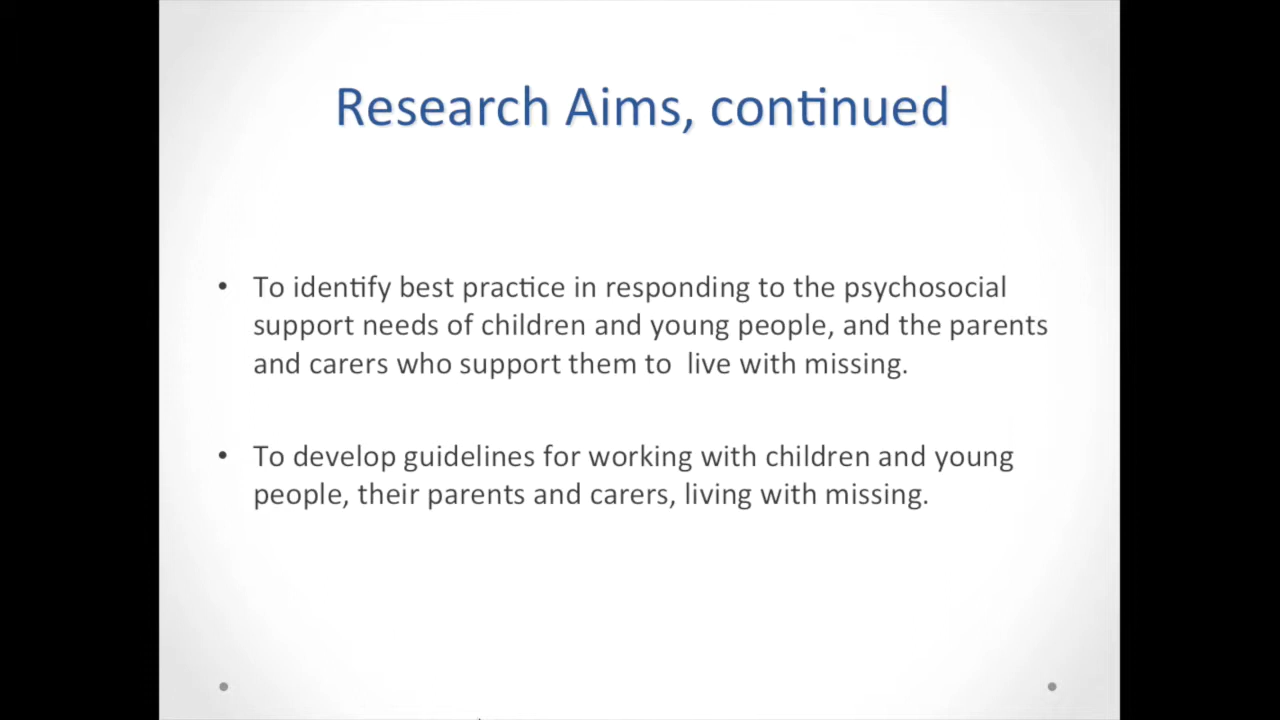 Research Aims, continued
• To identify best practice in responding to the psychosocial
support needs of children and young people, and the parents
and carers who support them to  live with missing.
• To develop guidelines for working with children and young
people, their parents and carers, living with missing.